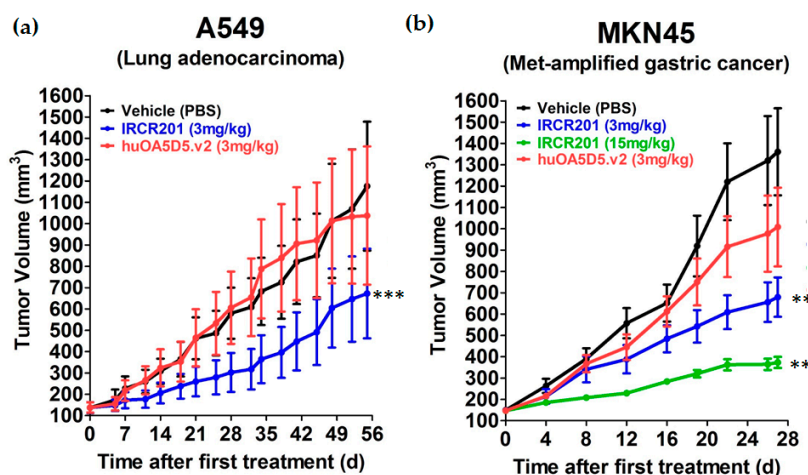 (a)
A549
(Lung adenocarcinoma)
Tumor Volume (mm3)
1600
1500
1400
1300
1200
1100
1000
900
800
700
600
500
400
300
200
100
Vehicle (PBS)
IRCR201 (3mg/kg)
huOA5D5.v2 (3mg/kg)
***
0 7 14 21 28 35 42 49 56
Time after first treatment (d)
(b)
MKN45
(Met-amplified gastric cancer)
Tumor Volume (mm3)
1600
1500
1400
1300
1200
1100
1000
900
800
700
600
500
400
300
200
100
Vehicle (PBS)
IRCR201 (3mg/kg)
IRCR201 (15mg/kg)
huOA5D5.v2 (3mg/kg)
**
**
0 4 8 12 16 20 24 28
Time after first treatment (d)